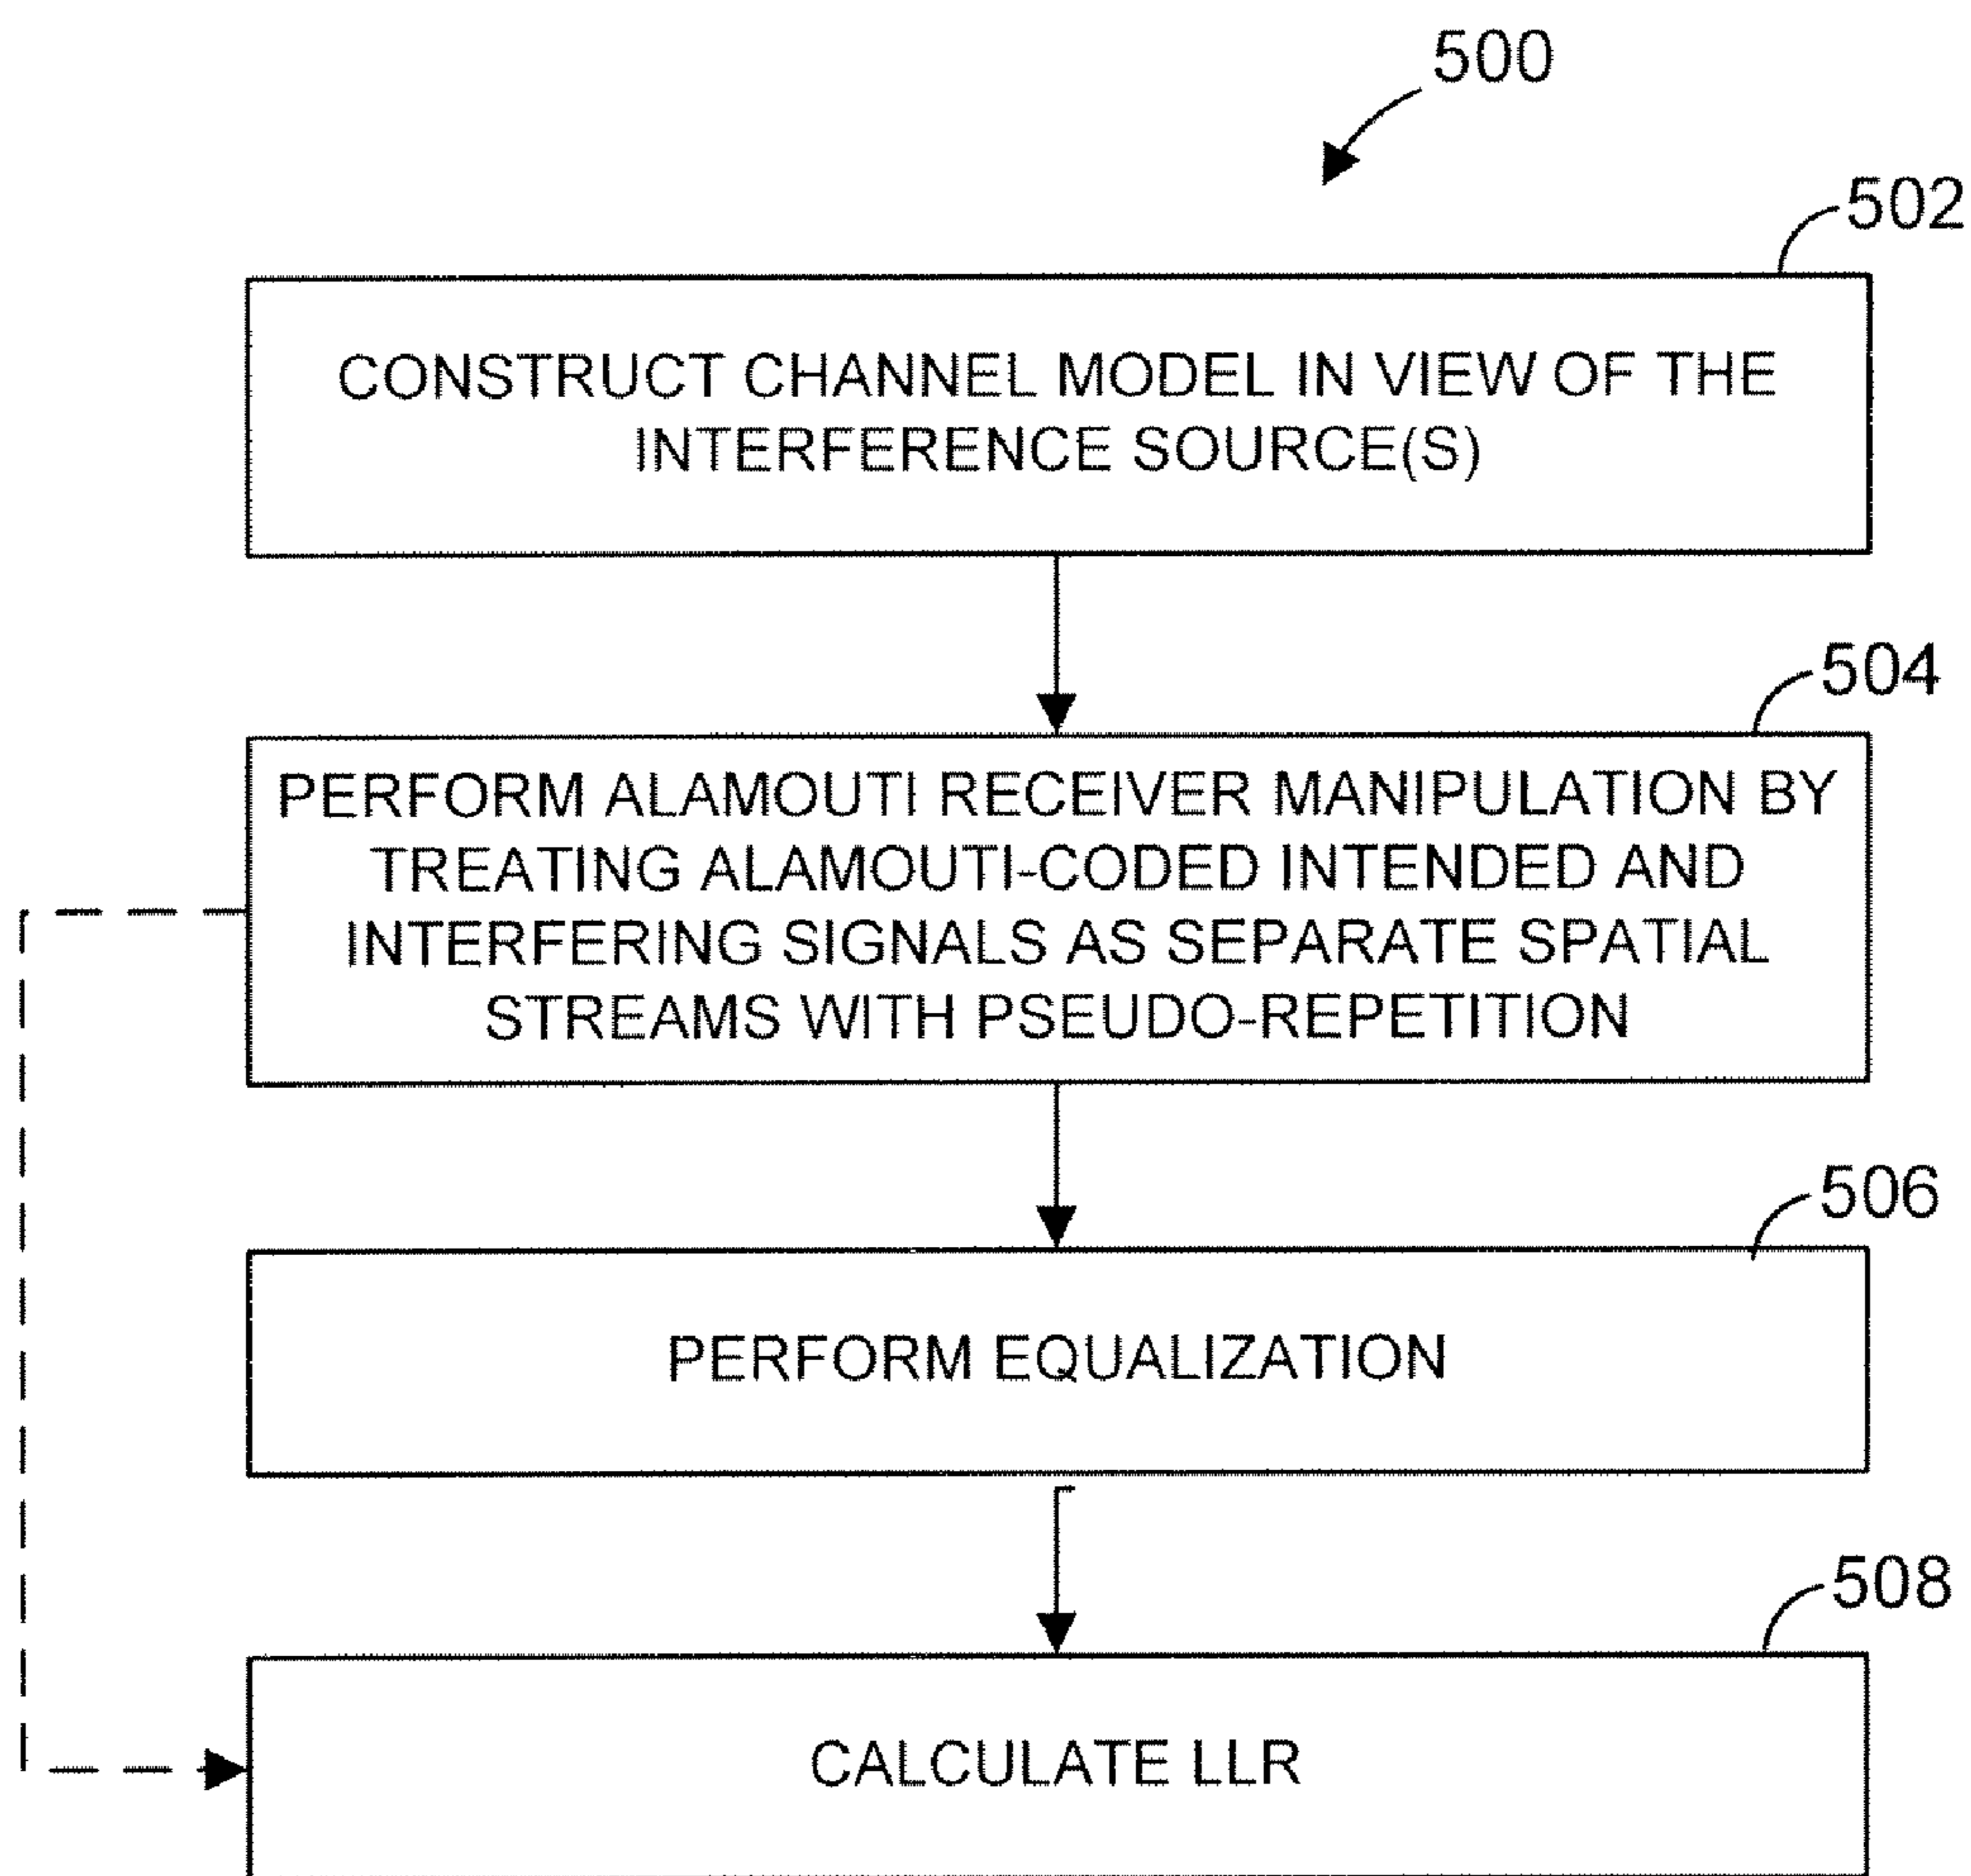 500
502
CONSTRUCT CHANNEL MODEL IN VIEW OF THE
INTERFERENCE SOURCE(S)
504
PERFORM ALAMOUTI RECEIVER MANIPULATION BY
TREATING ALAMOUTI-CODED INTENDED AND
INTERFERING SIGNALS AS SEPARATE SPATIAL
STREAMS WITH PSEUDO-REPETITION
506
PERFORM EQUALIZATION
508
CALCULATE LLR